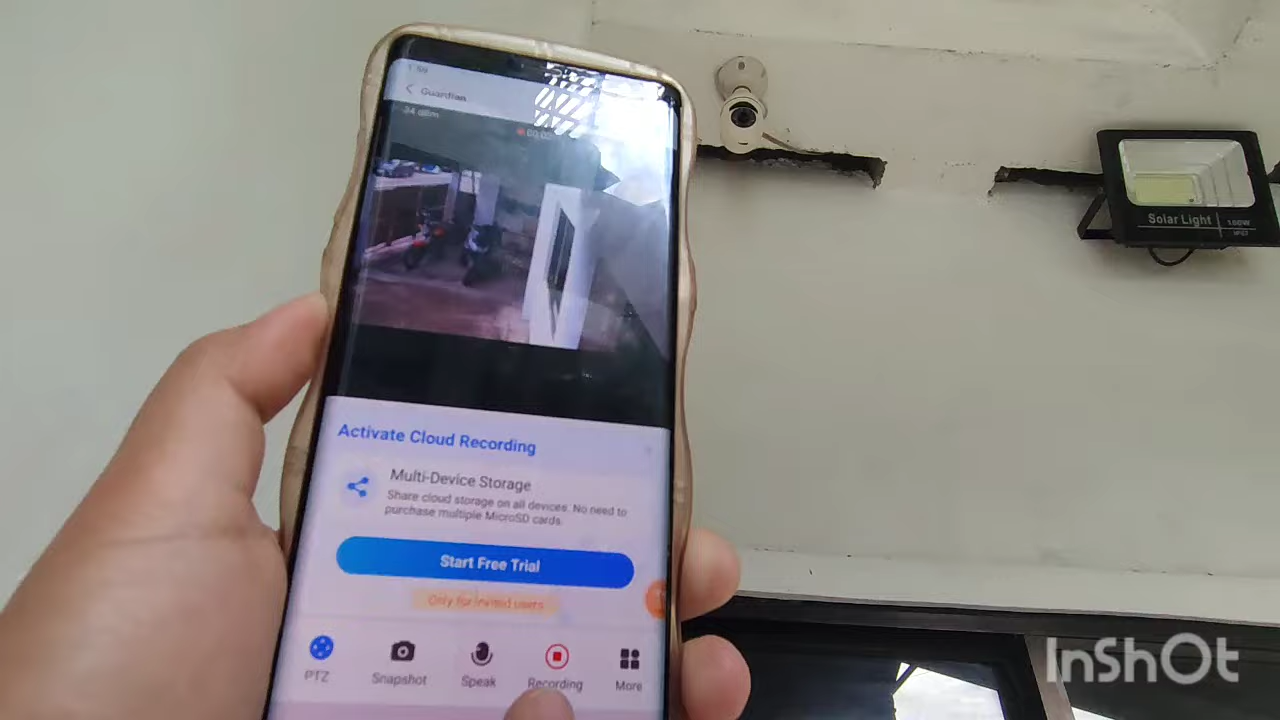 Guardian
Activate Cloud Recording
Multi-Device Storage
Share cloud storage on all devices. No need to
purchase multiple MicroSD cards.
Start Free Trial
Only for invited users
PTZ
Snapshot
Speak
Recording
More
Solar Light
InShOt